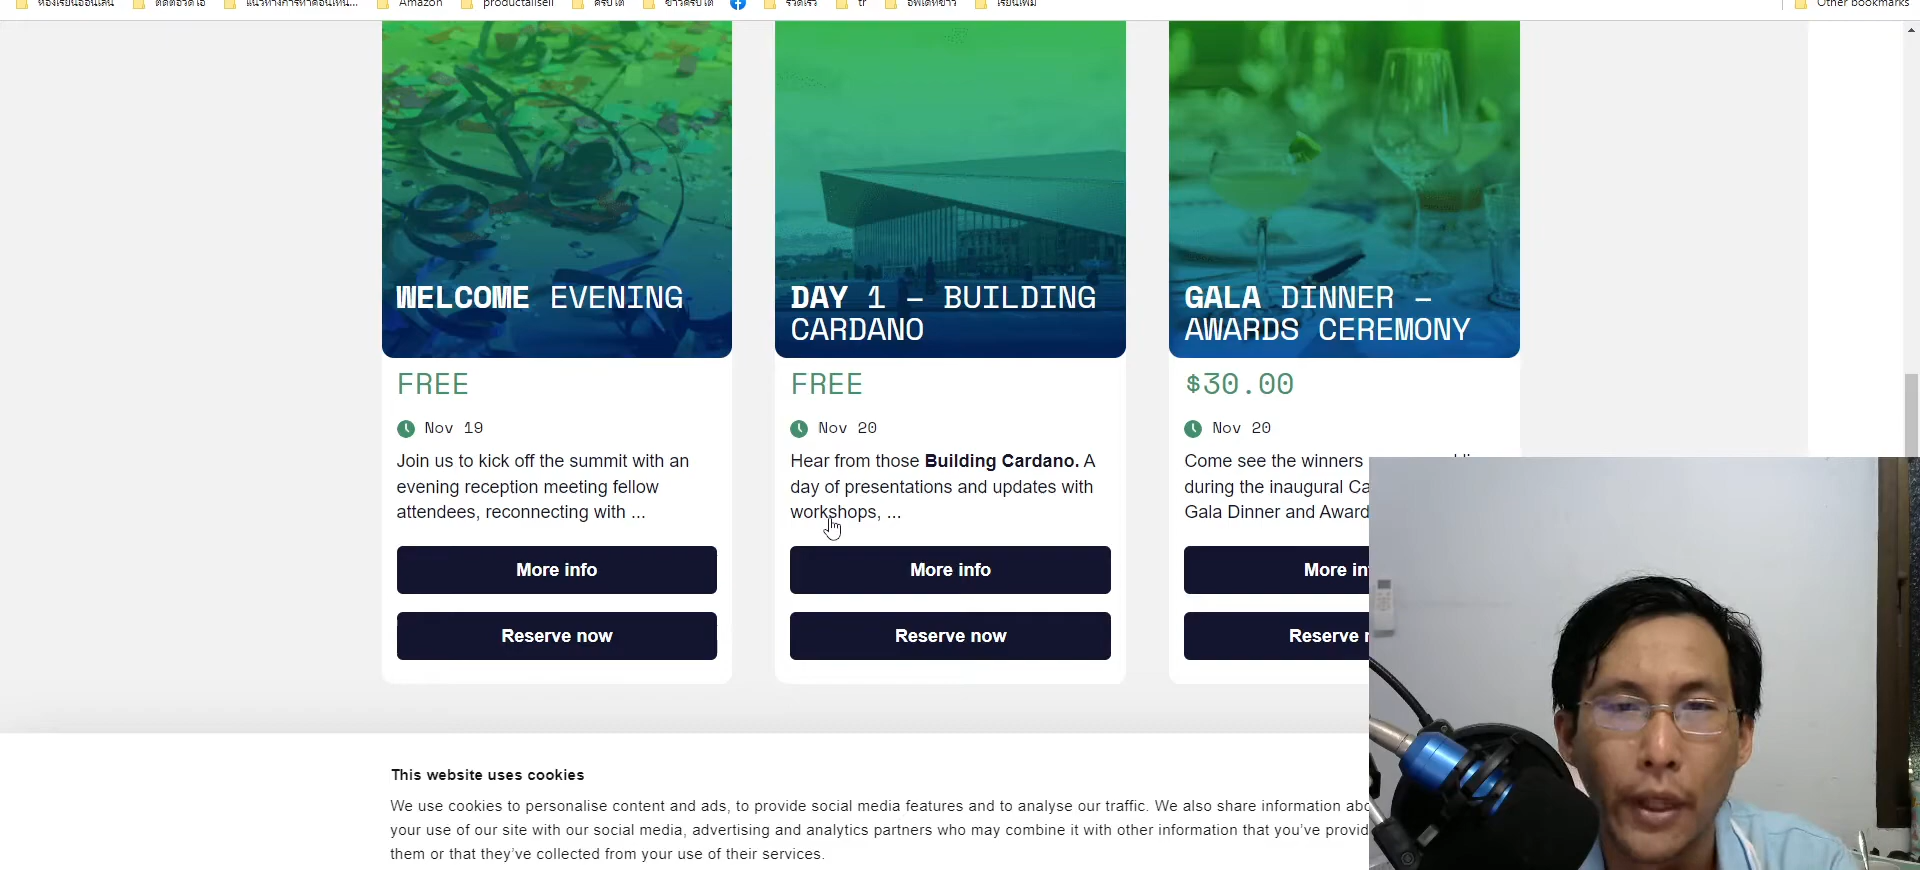 Amazon
productallsell
tr
Other bookmarks
WELCOME EVENING
FREE
Nov 19
Join us to kick off the summit with an
evening reception meeting fellow
attendees, reconnecting with ...
More info
Reserve now
DAY 1 – BUILDING
CARDANO
FREE
Nov 20
Hear from those Building Cardano. A
day of presentations and updates with
workshops, ...
More info
Reserve now
GALA DINNER –
AWARDS CEREMONY
$30.00
Nov 20
Come see the winners
during the inaugural Ca
Gala Dinner and Award
More in
Reserve
This website uses cookies
We use cookies to personalise content and ads, to provide social media features and to analyse our traffic. We also share information abo
your use of our site with our social media, advertising and analytics partners who may combine it with other information that you've provid
them or that they've collected from your use of their services.